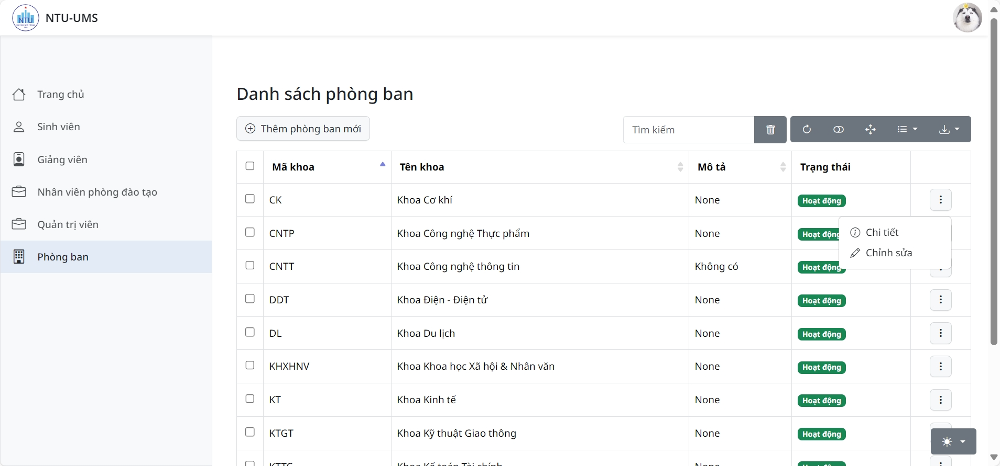 NTU
NTU-UMS
Trang chủ
Sinh viên
Giảng viên
Nhân viên phòng đào tạo
Quản trị viên
Phòng ban
Danh sách phòng ban
Thêm phòng ban mới
Tìm kiếm
Mã khoa Tên khoa Mô tả Trạng thái
CK Khoa Cơ khí None Hoạt động
Chi tiết
Chỉnh sửa
CNTP Khoa Công nghệ Thực phẩm None Hoạt động
CNTT Khoa Công nghệ thông tin Không có Hoạt động
DDT Khoa Điện - Điện tử None Hoạt động
DL Khoa Du lịch None Hoạt động
KHXHNV Khoa Khoa học Xã hội & Nhân văn None Hoạt động
KT Khoa Kinh tế None Hoạt động
KTGT Khoa Kỹ thuật Giao thông None Hoạt động
KTTC Khoa Kế toán Tài chính None Hoạt động